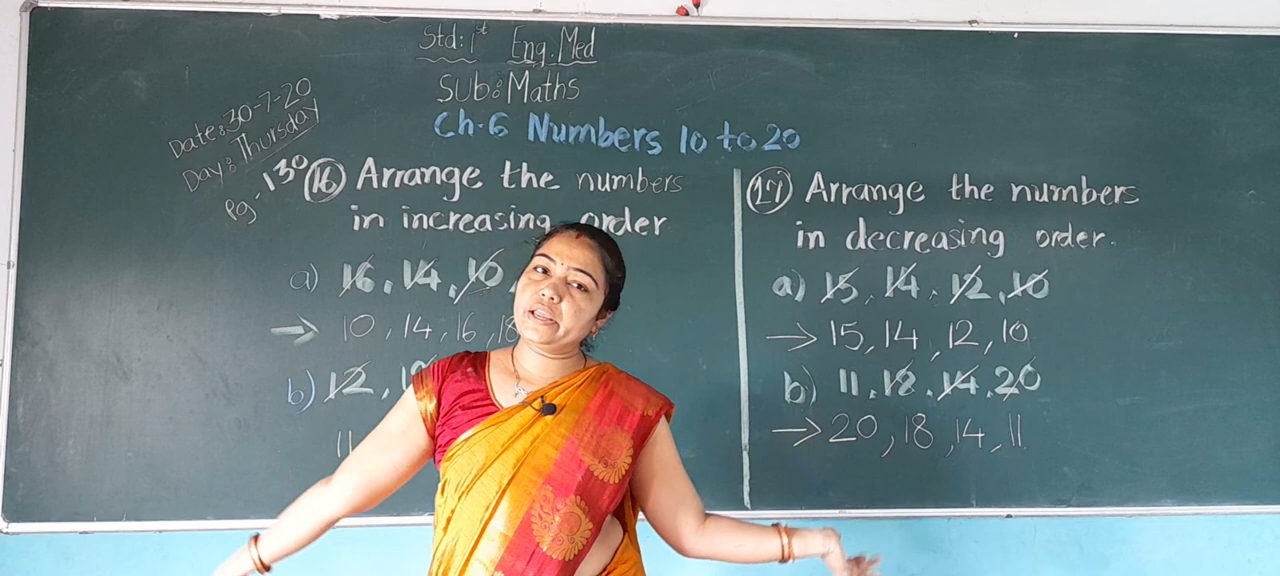 Std: 1st Eng. Med
Sub: Maths
Ch-6 Numbers 10 to 20
Date: 30-7-20
Day: Thursday
Pg-130
(16) Arrange the numbers
in increasing order
a) 16, 14, 10,
→ 10, 14, 16, 18
b) 12,
11
(17) Arrange the numbers
in decreasing order.
a) 15, 14, 12, 10
→ 15, 14, 12, 10
b) 11, 18, 14, 20
→ 20, 18, 14, 11